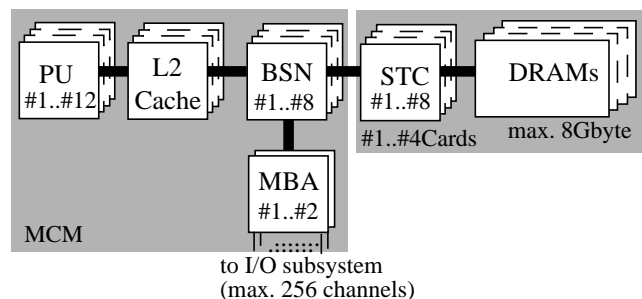 PU
#1..#12
L2
Cache
BSN
#1..#8
STC
#1..#8
DRAMs
#1..#4Cards
max. 8Gbyte
MBA
#1..#2
MCM
to I/O subsystem
(max. 256 channels)